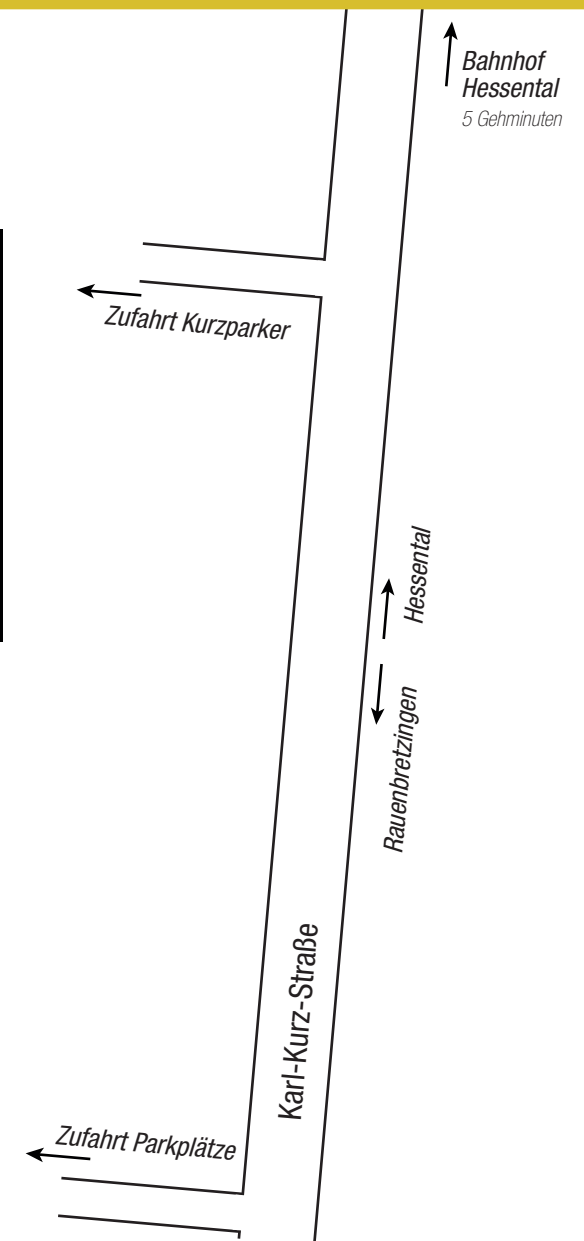 Bahnhof
Hessental
5 Gehminuten
Zufahrt Kurzparker
Hessental
Rauenbretzingen
Karl-Kurz-Straße
Zufahrt Parkplätze